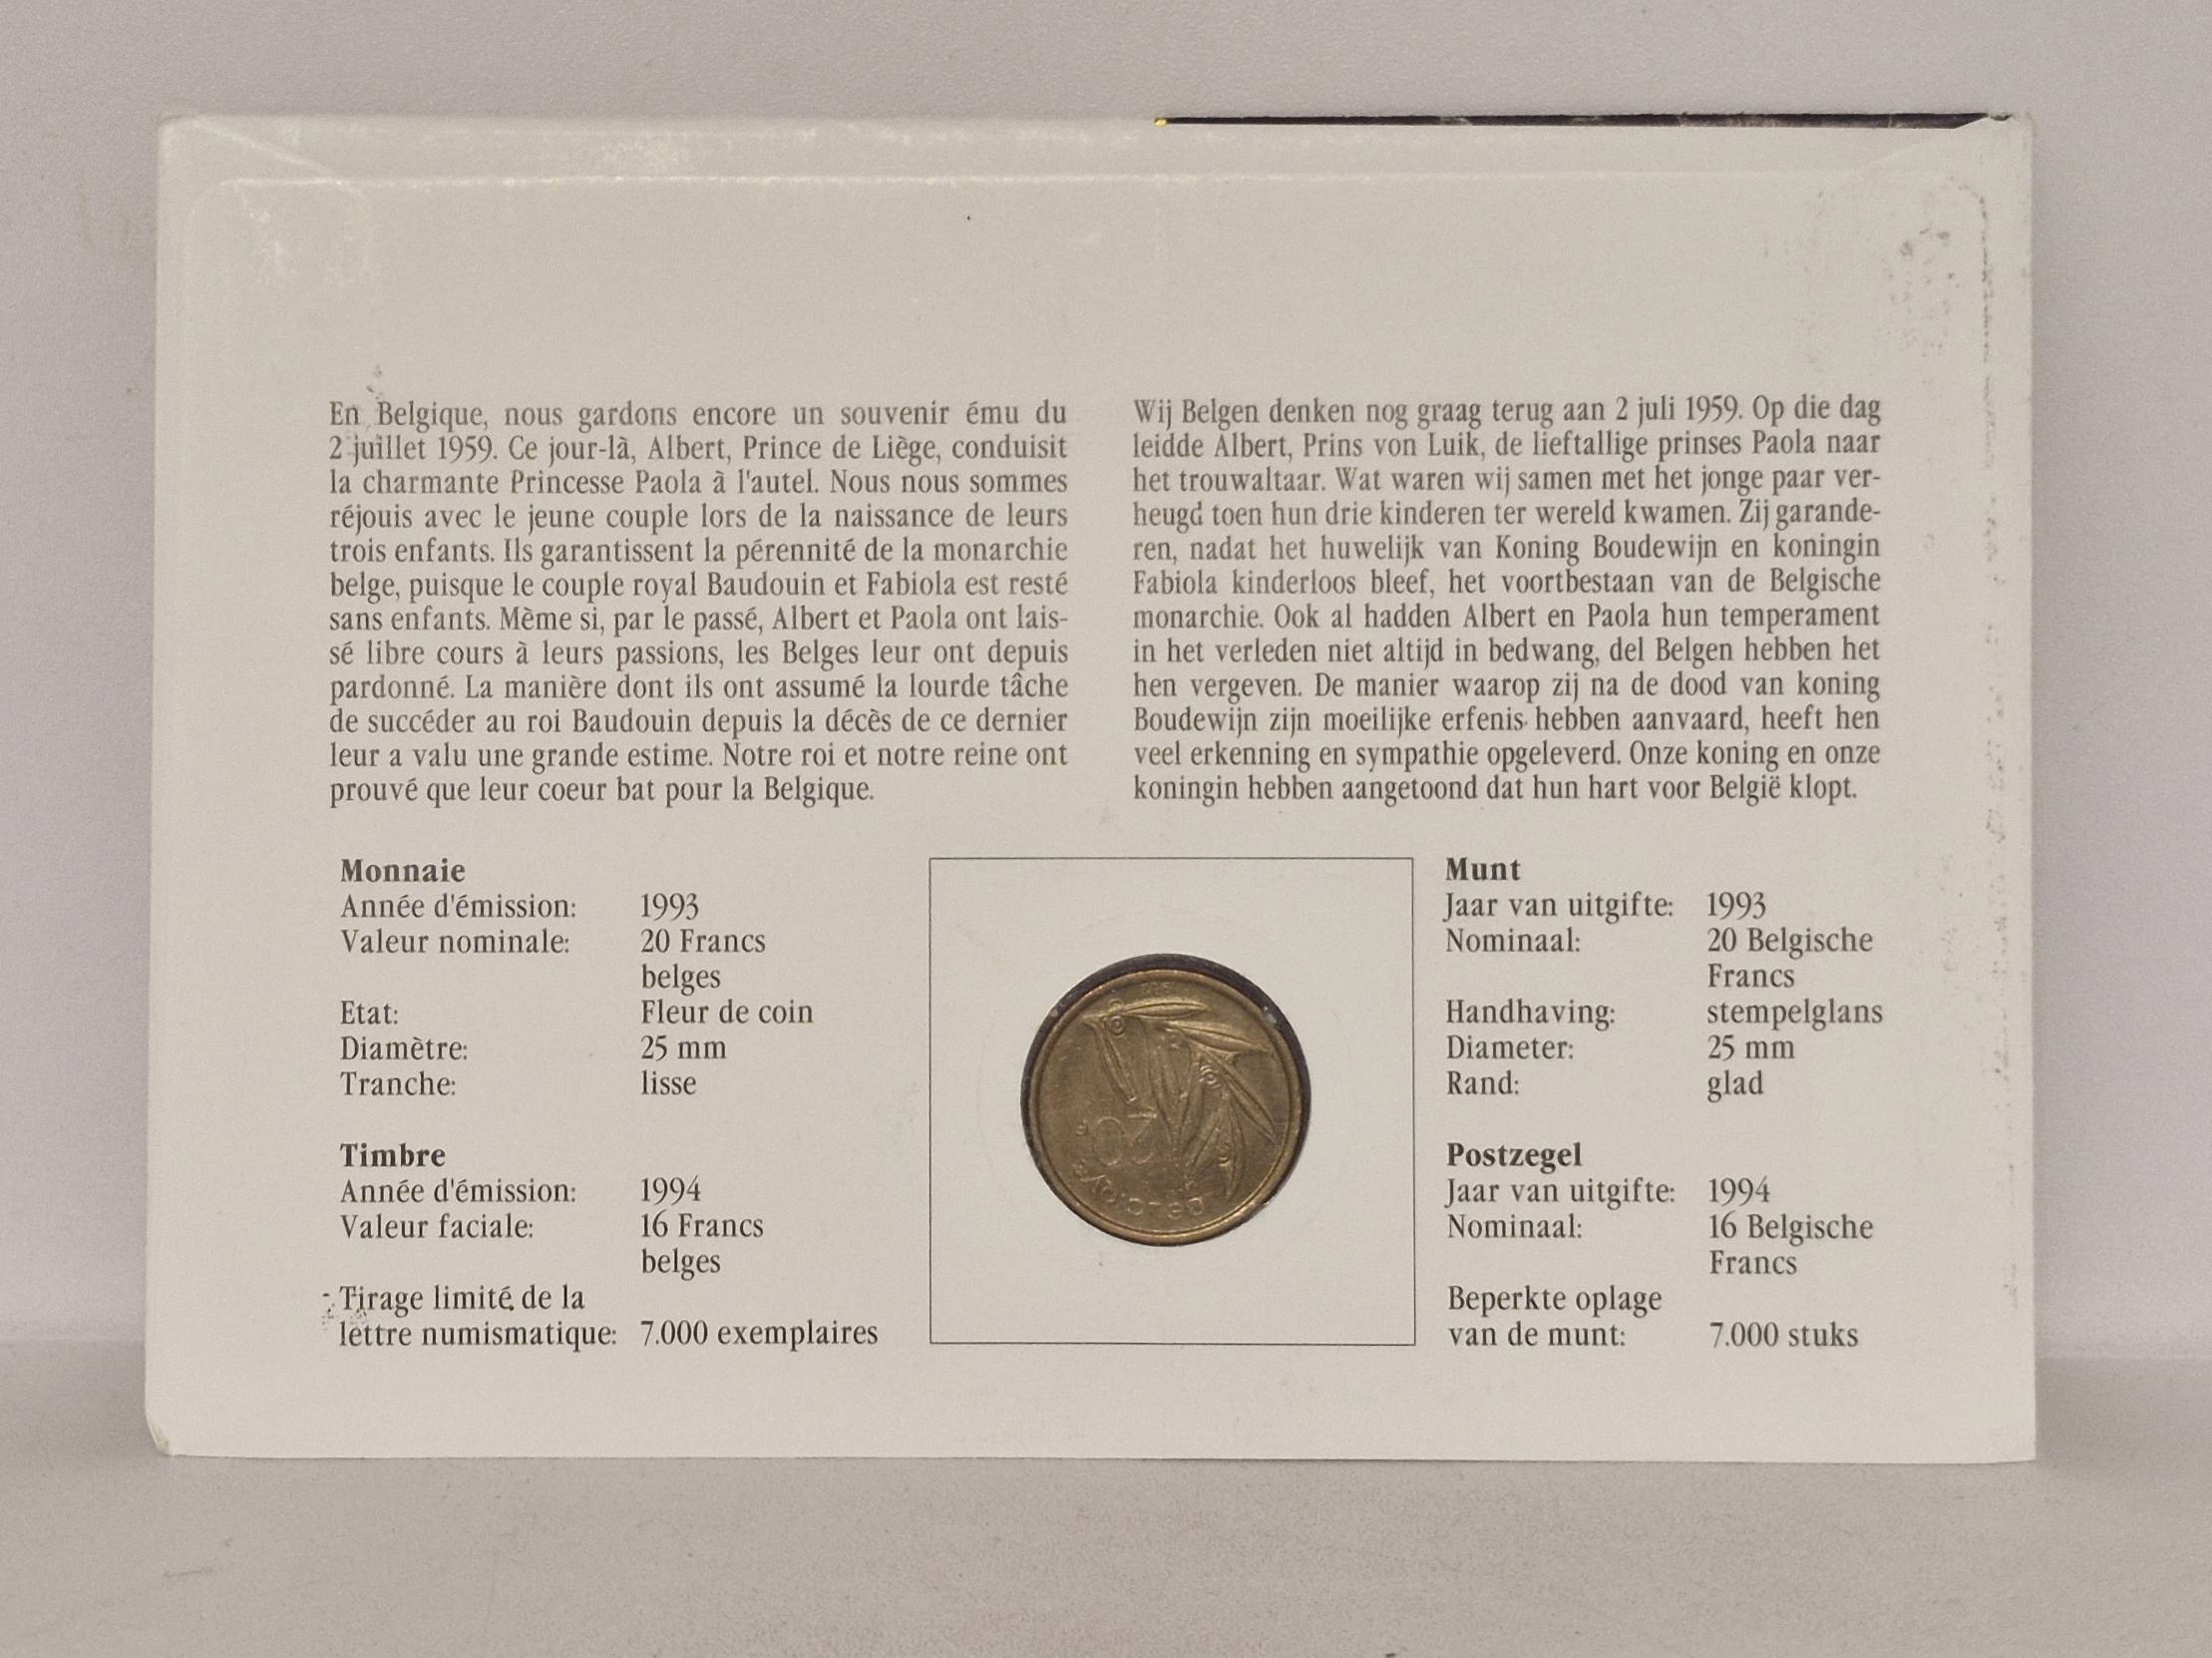 En Belgique, nous gardons encore un souvenir ému du
2 juillet 1959. Ce jour-là, Albert, Prince de Liège, conduisit
la charmante Princesse Paola à l'autel. Nous nous sommes
réjouis avec le jeune couple lors de la naissance de leurs
trois enfants. Ils garantissent la pérennité de la monarchie
belge, puisque le couple royal Baudouin et Fabiola est resté
sans enfants. Mème si, par le passé, Albert et Paola ont lais-
sé libre cours à leurs passions, les Belges leur ont depuis
pardonné. La manière dont ils ont assumé la lourde tâche
de succéder au roi Baudouin depuis la décès de ce dernier
leur a valu une grande estime. Notre roi et notre reine ont
prouvé que leur coeur bat pour la Belgique.
Wij Belgen denken nog graag terug aan 2 juli 1959. Op die dag
leidde Albert, Prins von Luik, de lieftallige prinses Paola naar
het trouwaltaar. Wat waren wij samen met het jonge paar ver-
heugd toen hun drie kinderen ter wereld kwamen. Zij garande-
ren, nadat het huwelijk van Koning Boudewijn en koningin
Fabiola kinderloos bleef, het voortbestaan van de Belgische
monarchie. Ook al hadden Albert en Paola hun temperament
in het verleden niet altijd in bedwang, del Belgen hebben het
hen vergeven. De manier waarop zij na de dood van koning
Boudewijn zijn moeilijke erfenis hebben aanvaard, heeft hen
veel erkenning en sympathie opgeleverd. Onze koning en onze
koningin hebben aangetoond dat hun hart voor België klopt.
Monnaie
Année d'émission: 1993
Valeur nominale: 20 Francs
belges
Etat: Fleur de coin
Diamètre: 25 mm
Tranche: lisse
Timbre
Année d'émission: 1994
Valeur faciale: 16 Francs
belges
Tirage limité de la
lettre numismatique: 7.000 exemplaires
20 F
Munt
Jaar van uitgifte: 1993
Nominaal: 20 Belgische
Francs
Handhaving: stempelglans
Diameter: 25 mm
Rand: glad
Postzegel
Jaar van uitgifte: 1994
Nominaal: 16 Belgische
Francs
Beperkte oplage
van de munt: 7.000 stuks